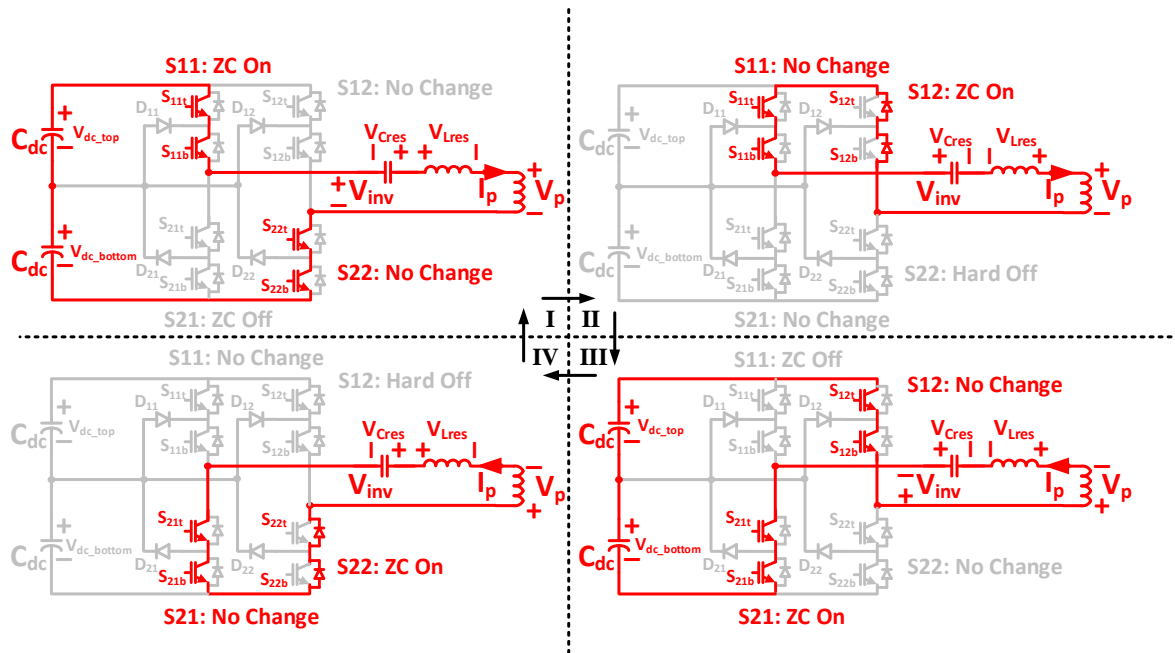 S11: ZC On
S12: No Change
S11t
S12t
D11
D12
Cdc
Vdc_top
S11b
S12b
VCres
VLres
Vinv
Ip
Vp
S21t
S22t
Cdc
Vdc_bottom
D21
D22
S21b
S22b
S22: No Change
S21: ZC Off
S11: No Change
S12: ZC On
S11t
S12t
D11
D12
Cdc
Vdc_top
S11b
S12b
VCres
VLres
Vinv
Ip
Vp
S21t
S22t
Cdc
Vdc_bottom
D21
D22
S21b
S22b
S22: Hard Off
S21: No Change
I II
IV III
S11: No Change
S12: Hard Off
S11t
S12t
D11
D12
Cdc
Vdc_top
S11b
S12b
VCres
VLres
Vinv
Ip
Vp
S21t
S22t
Cdc
Vdc_bottom
D21
D22
S21b
S22b
S22: ZC On
S21: No Change
S11: ZC Off
S12: No Change
S11t
S12t
D11
D12
Cdc
Vdc_top
S11b
S12b
VCres
VLres
Vinv
Ip
Vp
S21t
S22t
Cdc
Vdc_bottom
D21
D22
S21b
S22b
S22: No Change
S21: ZC On